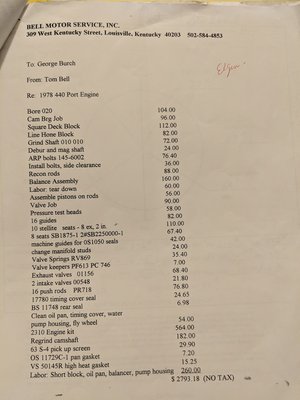 BELL MOTOR SERVICE, INC.
309 West Kentucky Street, Louisville, Kentucky 40203 502-584-4853
To: George Burch
From: Tom Bell
Re: 1978 440 Port Engine
Bore 020 104.00
Cam Brg Job 96.00
Square Deck Block 112.00
Line Hone Block 82.00
Grind Shaft 010 010 72.00
Debur and mag shaft 24.00
ARP bolts 145-6002 76.40
Install bolts, side clearance 36.00
Recon rods 88.00
Balance Assembly 160.00
Labor: tear down 60.00
Assemble pistons on rods 56.00
Valve Job 90.00
Pressure test heads 58.00
16 guides 82.00
10 stellite seats - 8 ex, 2 in. 110.00
8 seats SB1875-1 2#SB2250000-1 67.40
machine guides for 0S1050 seals 42.00
change manifold studs 24.00
Valve Springs RV869 35.40
Valve keepers PF613 PC 746 7.00
Exhaust valves 01156 68.40
2 intake valves 00548 21.80
16 push rods PR718 76.80
17780 timing cover seal 24.65
BS 11748 rear seal 6.98
Clean oil pan, timing cover, water
pump housing, fly wheel 54.00
2310 Engine kit 564.00
Regrind camshaft 182.00
63 S-4 pick up screen 29.90
OS 11729C-1 pan gasket 7.20
VS 50145R high heat gasket 15.25
Labor: Short block, oil pan, balancer, pump housing 260.00
$ 2793.18 (NO TAX)